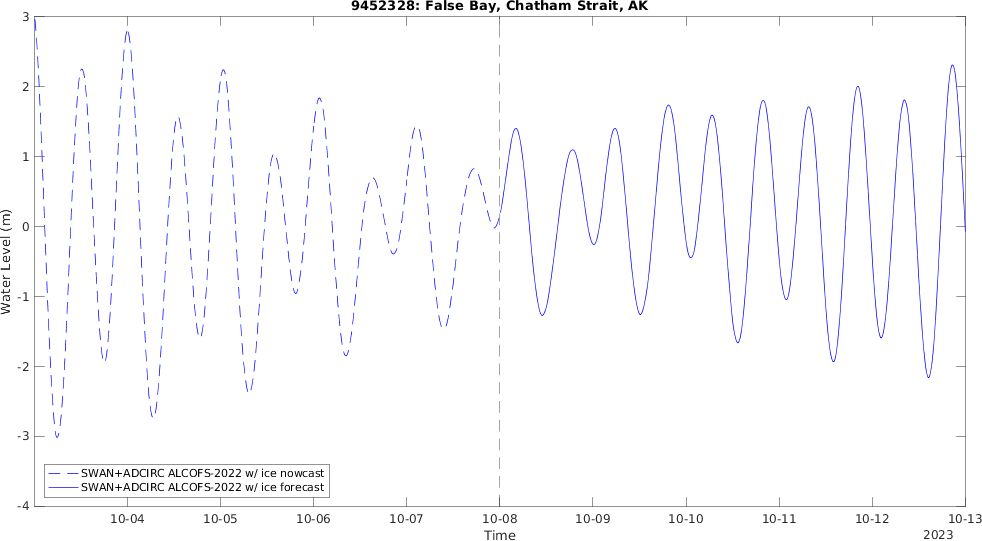 9452328: False Bay, Chatham Strait, AK
3
2
1
0
-1
-2
-3
-4
Water Level (m)
SWAN+ADCIRC ALCOFS-2022 w/ ice nowcast
SWAN+ADCIRC ALCOFS-2022 w/ ice forecast
10-04 10-05 10-06 10-07 10-08 10-09 10-10 10-11 10-12 10-13
Time
2023